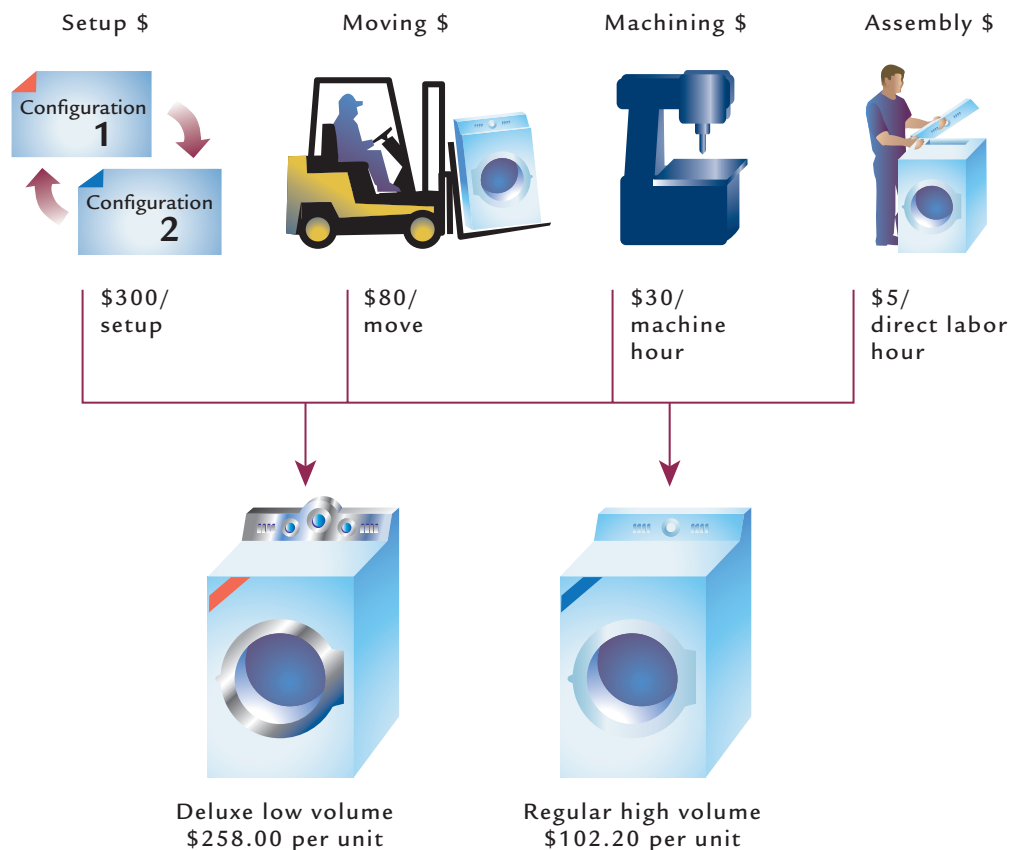 Setup $
Moving $
Machining $
Assembly $
Configuration
1
Configuration
2
$300/
setup
$80/
move
$30/
machine
hour
$5/
direct labor
hour
Deluxe low volume
$258.00 per unit
Regular high volume
$102.20 per unit